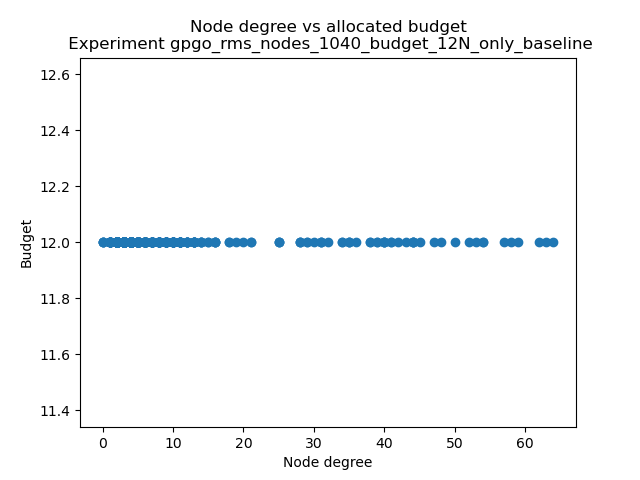 Node degree vs allocated budget
Experiment gpgo_rms_nodes_1040_budget_12N_only_baseline
12.6
12.4
12.2
12.0
11.8
11.6
11.4
Budget
0 10 20 30 40 50 60
Node degree